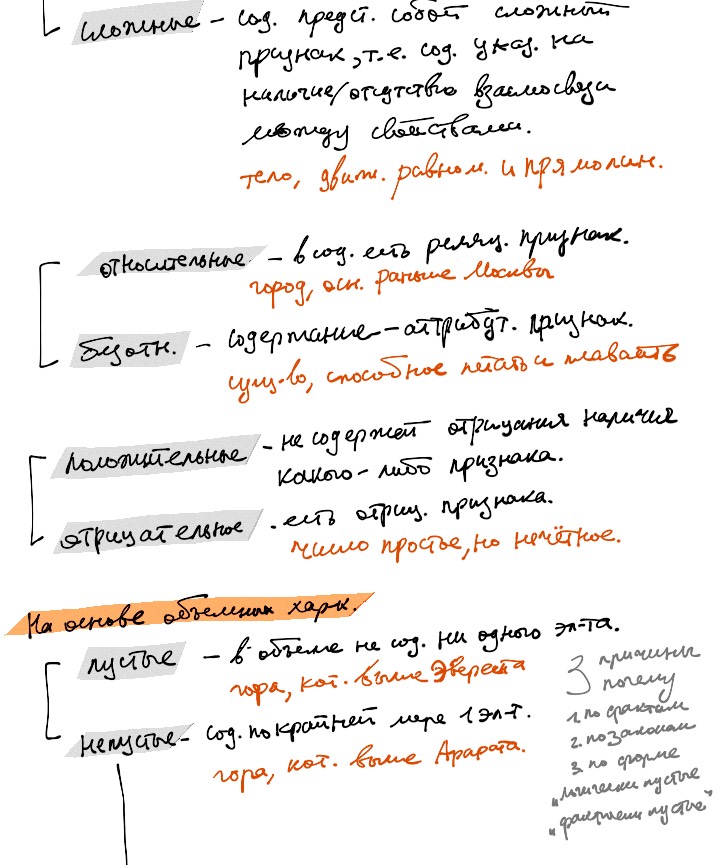 сложные – сод. предст. собой сложный
признак, т.е. сод. указ. на
наличие/отсутствие взаимосвязи
между свойствами.
тело, движ. равном. и прямолин.
относительные – в сод. есть реляц. признак.
город, осн. раньше Москвы
безотн. – содержание – аттрибут. признак.
сущ-во, способное летать и плавать
положительные – не содержат отрицания наличия
какого-либо признака.
отрицательные – есть отриц. признака.
число простое, но нечётное.
На основе объемных харк.
пустые – в объеме не сод. ни одного эл-та.
гора, кот. выше Эвереста
непустые – сод. по крайней мере 1 эл-т.
гора, кот. выше Арарата.
3 причины
почему
1. по фактам
2. по законам
3. по форме
"логически пустые
"фактически пустые"